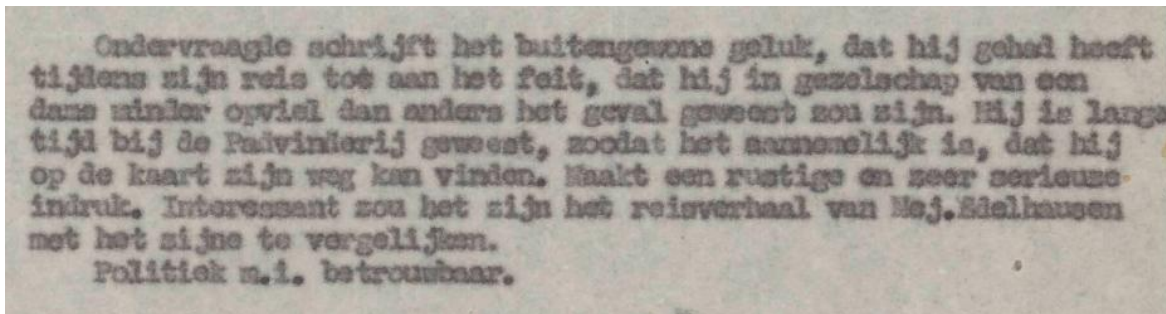 Ondervraagde schrijft het buitengewone geluk, dat hij gehad heeft
tijdens zijn reis toe aan het feit, dat hij in gezelschap van een
dame minder opviel dan anders het geval geweest zou zijn. Hij is lange
tijd bij de Padvinderij geweest, zoodat het aannemelijk is, dat hij
op de kaart zijn weg kan vinden. Maakt een rustige en zeer serieuze
indruk. Interessant zou het zijn het reisverhaal van Mej.Edelhausen
met het zijne te vergelijken.
Politiek m.i. betrouwbaar.